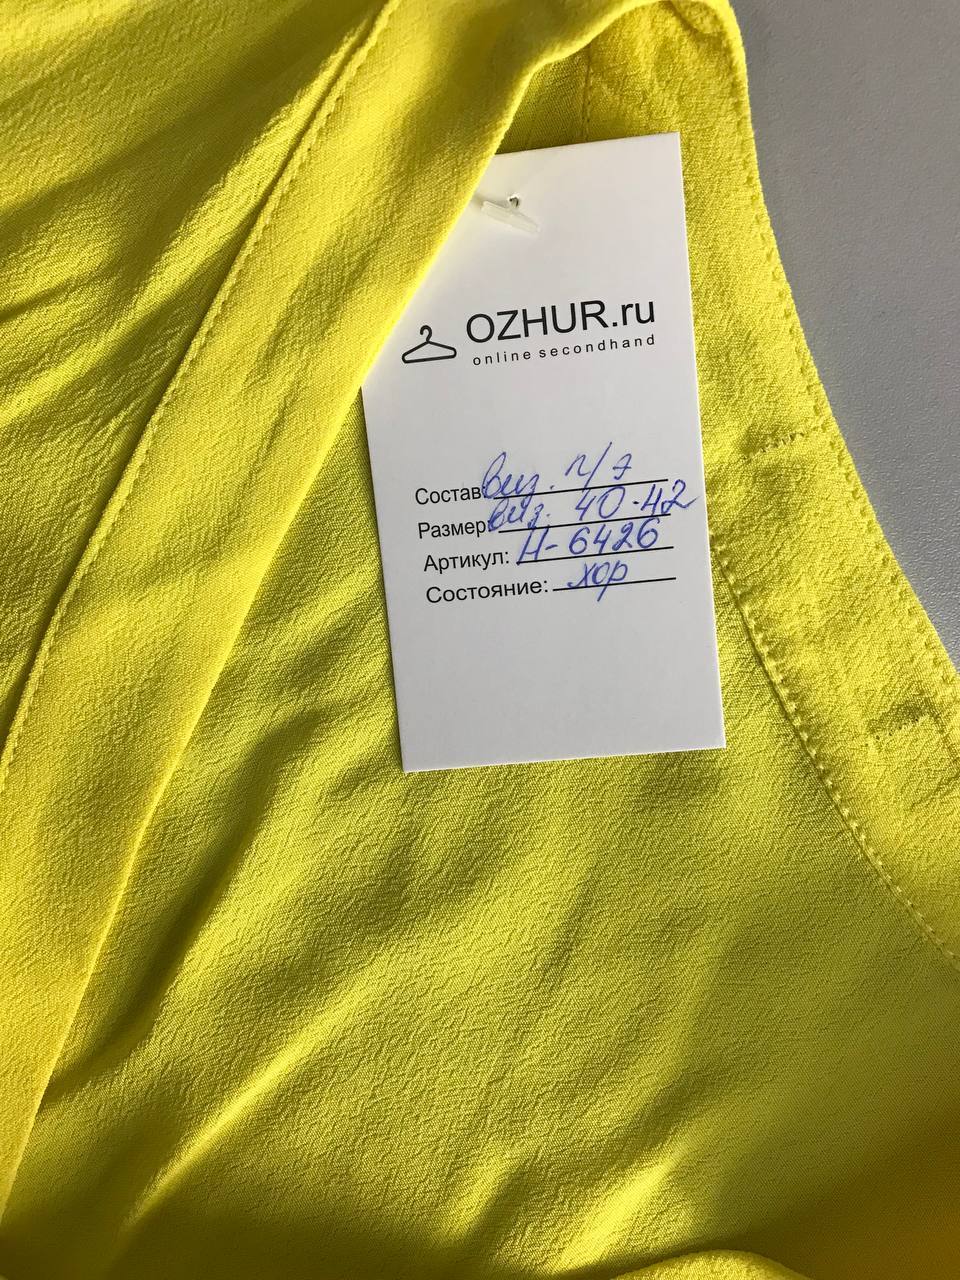 OZHUR.ru
online secondhand
Состав: виз. п/э
Размер: виз. 40-42
Артикул: Н-6426
Состояние: хор